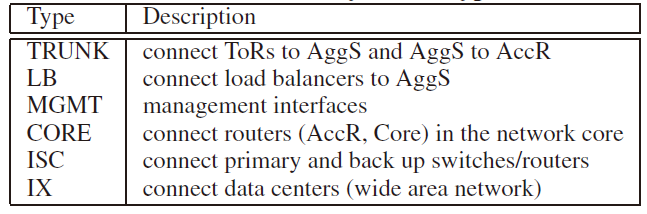 Type Description
TRUNK connect ToRs to AggS and AggS to AccR
LB connect load balancers to AggS
MGMT management interfaces
CORE connect routers (AccR, Core) in the network core
ISC connect primary and back up switches/routers
IX connect data centers (wide area network)